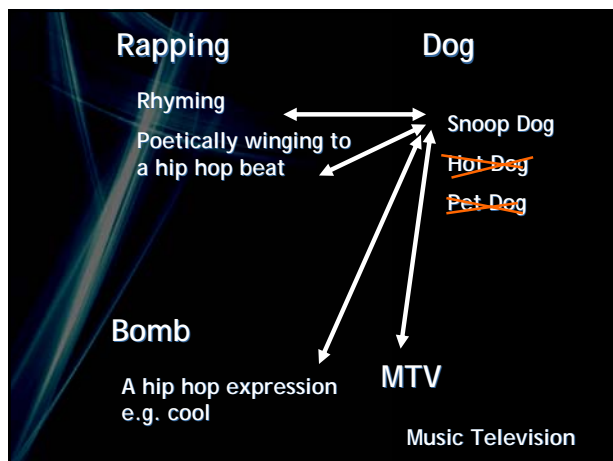 Rapping
Dog
Rhyming
Poetically winging to
a hip hop beat
Snoop Dog
Hot Dog
Pet Dog
Bomb
A hip hop expression
e.g. cool
MTV
Music Television